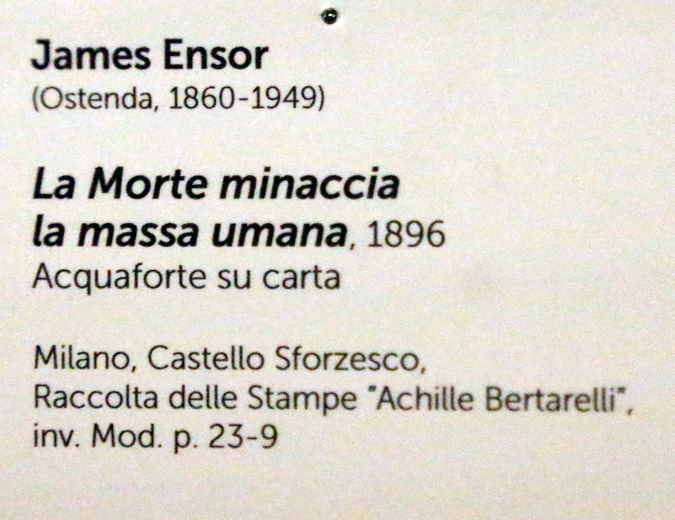 James Ensor
(Ostenda, 1860-1949)
La Morte minaccia
la massa umana, 1896
Acquaforte su carta
Milano, Castello Sforzesco,
Raccolta delle Stampe "Achille Bertarelli",
inv. Mod. p. 23-9